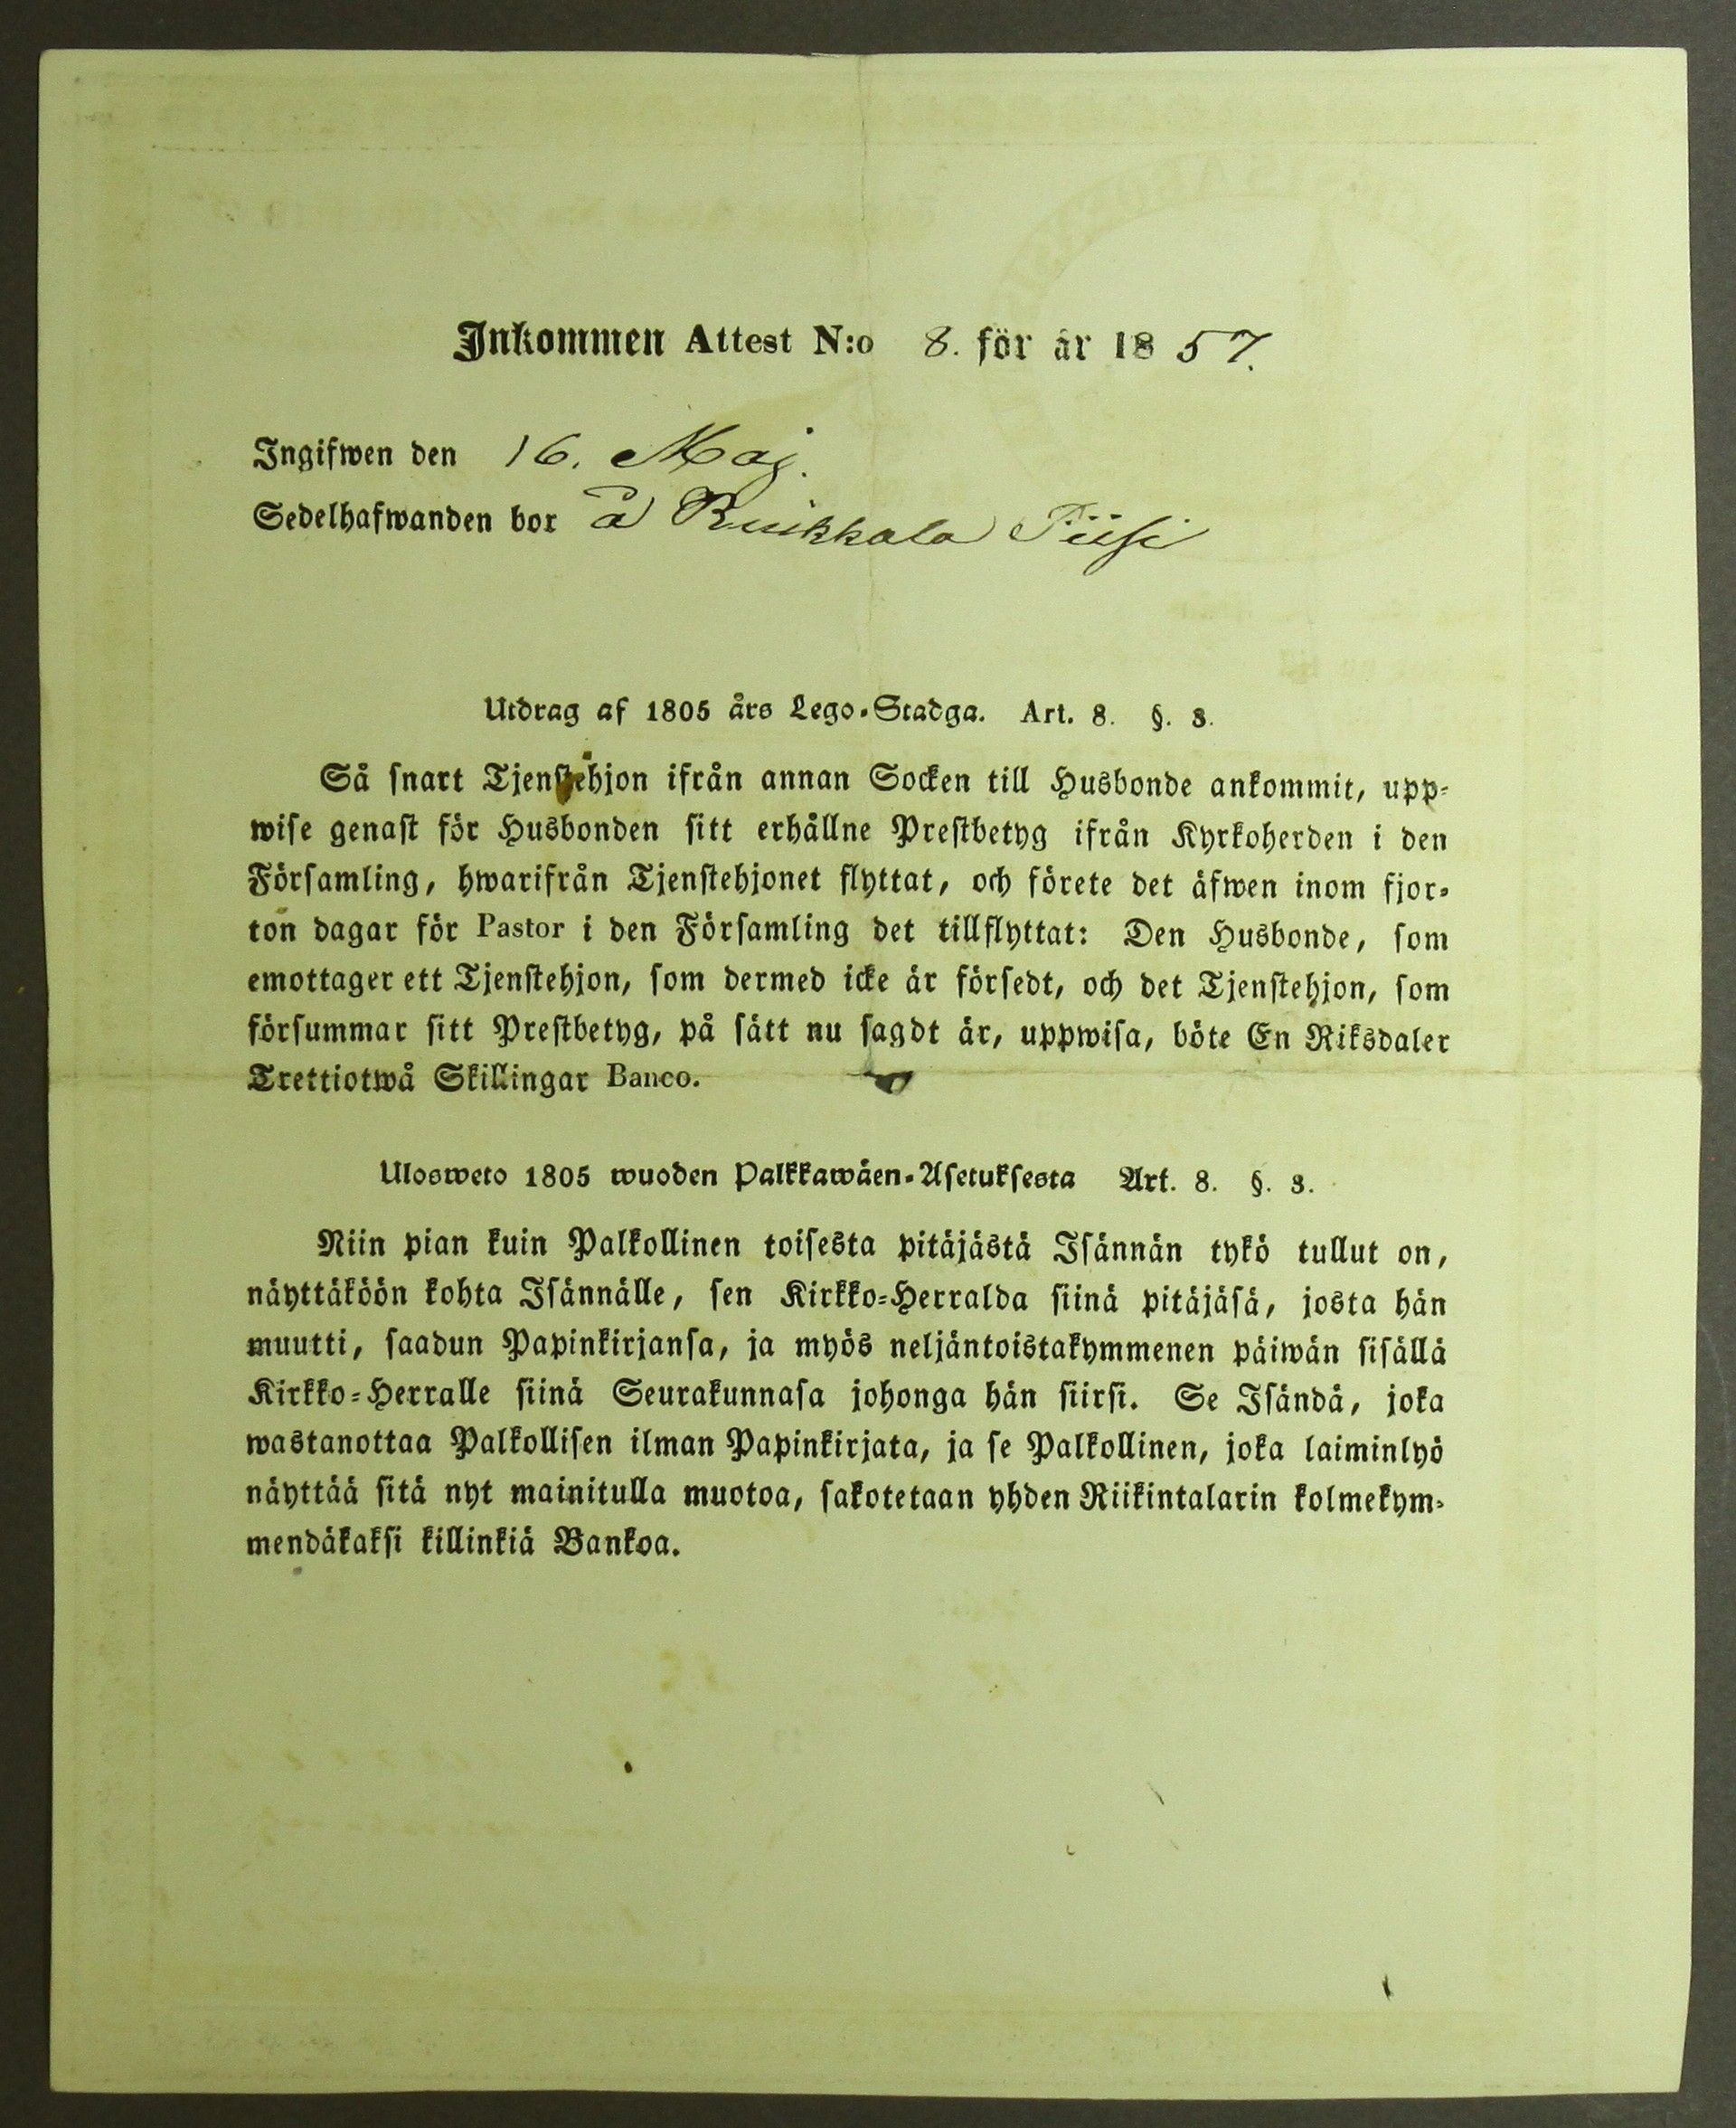 Inkommen Attest N:o 8. för år 1857.
Ingifwen den 16. Maj.
Sedelhafwanden bor å Ruikkala Tiisi
Utdrag af 1805 års Lego-Stadga. Art. 8. §. 3.
Så snart Tjenstehjon ifrån annan Socken till Husbonde ankommit, upp-
wise genast för Husbonden sitt erhållne Prestbetyg ifrån Kyrkoherden i den
Församling, hwarifrån Tjenstehjonet flyttat, och förete det äfwen inom fjor-
ton dagar för Pastor i den Församling det tillflyttat: Den Husbonde, som
emottager ett Tjenstehjon, som dermed icke är försedt, och det Tjenstehjon, som
försummar sitt Prestbetyg, på sätt nu sagdt är, uppwisa, böte En Riksdaler
Trettiotwå Skillingar Banco.
Ulosweto 1805 wuoden Palkkawäen-Asetuksesta Art. 8. §. 3.
Niin pian kuin Palkollinen toisesta pitäjästä Isännän tykö tullut on,
näyttäköön kohta Isännälle, sen Kirkko-Herralda siinä pitäjäsä, josta hän
muutti, saadun Papinkirjansa, ja myös neljäntoistakymmenen päiwän sisällä
Kirkko-Herralle siinä Seurakunnasa johonga hän siirsi. Se Isändä, joka
wastanottaa Palkollisen ilman Papinkirjata, ja se Palkollinen, joka laiminlyö
näyttää sitä nyt mainitulla muotoa, sakotetaan yhden Riikintalarin kolmekym-
mendäkaksi killinkiä Bankoa.